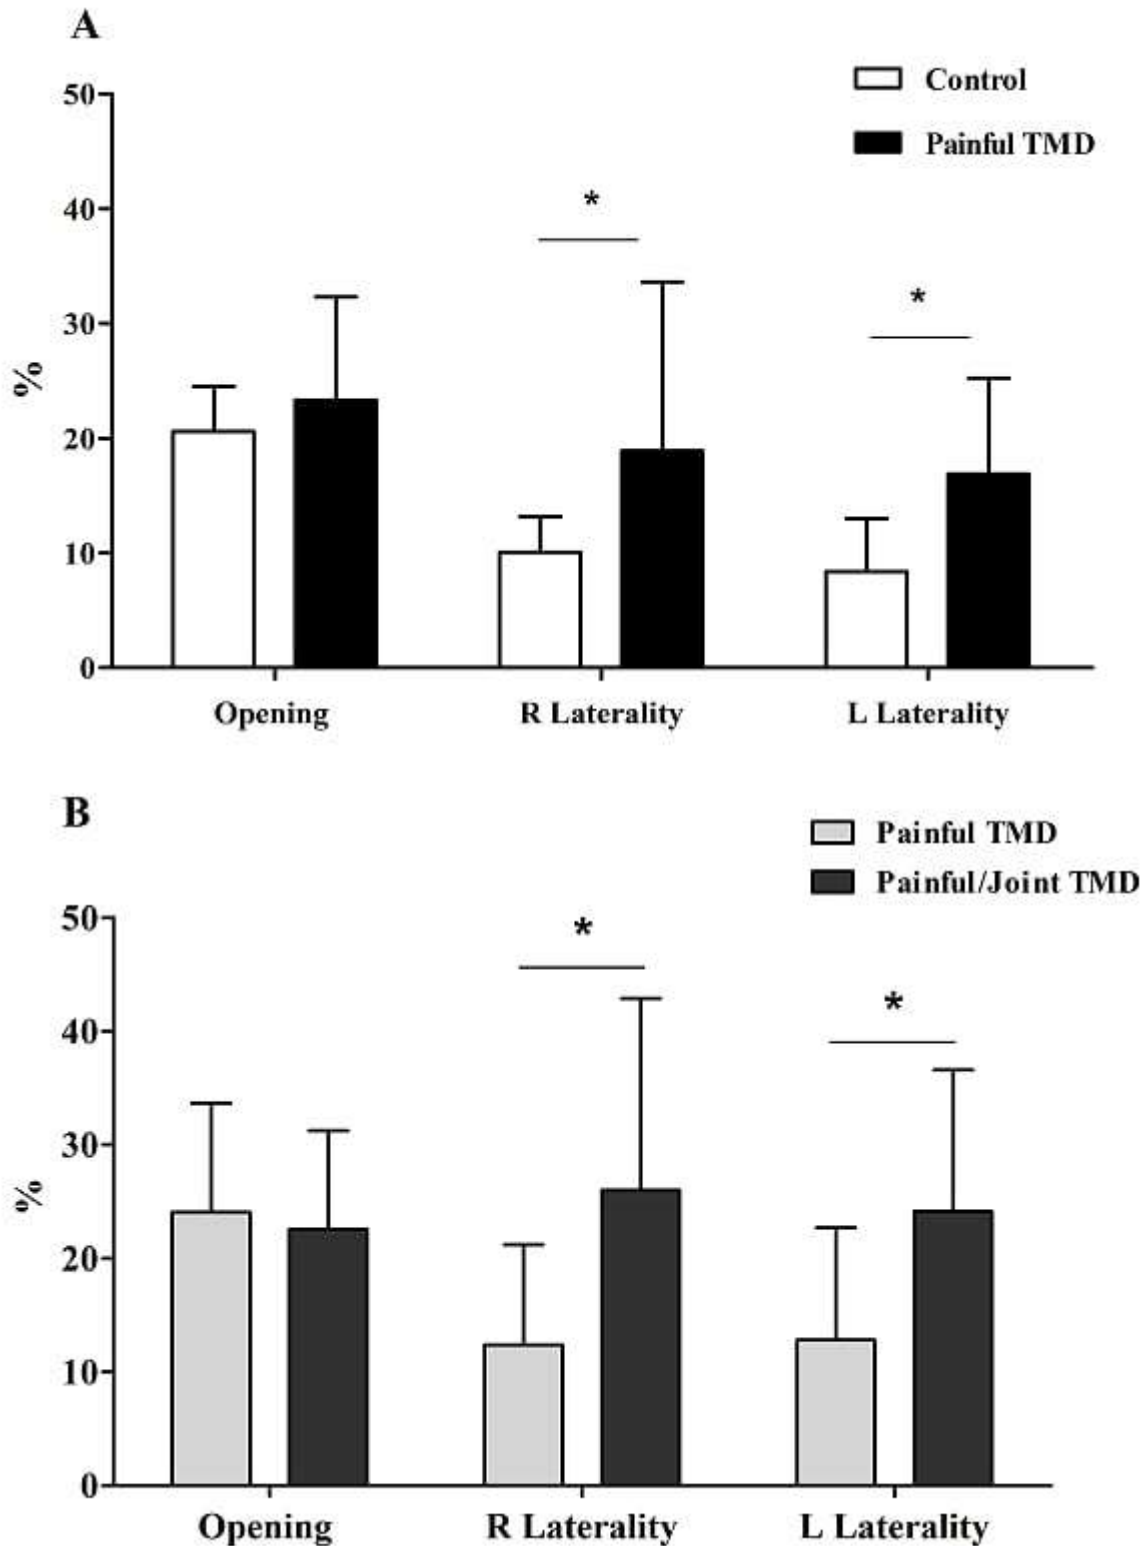 A
Control
Painful TMD
50
40
30
20
10
0
%
*
*
Opening
R Laterality
L Laterality
B
Painful TMD
Painful/Joint TMD
50
40
30
20
10
0
%
*
*
Opening
R Laterality
L Laterality